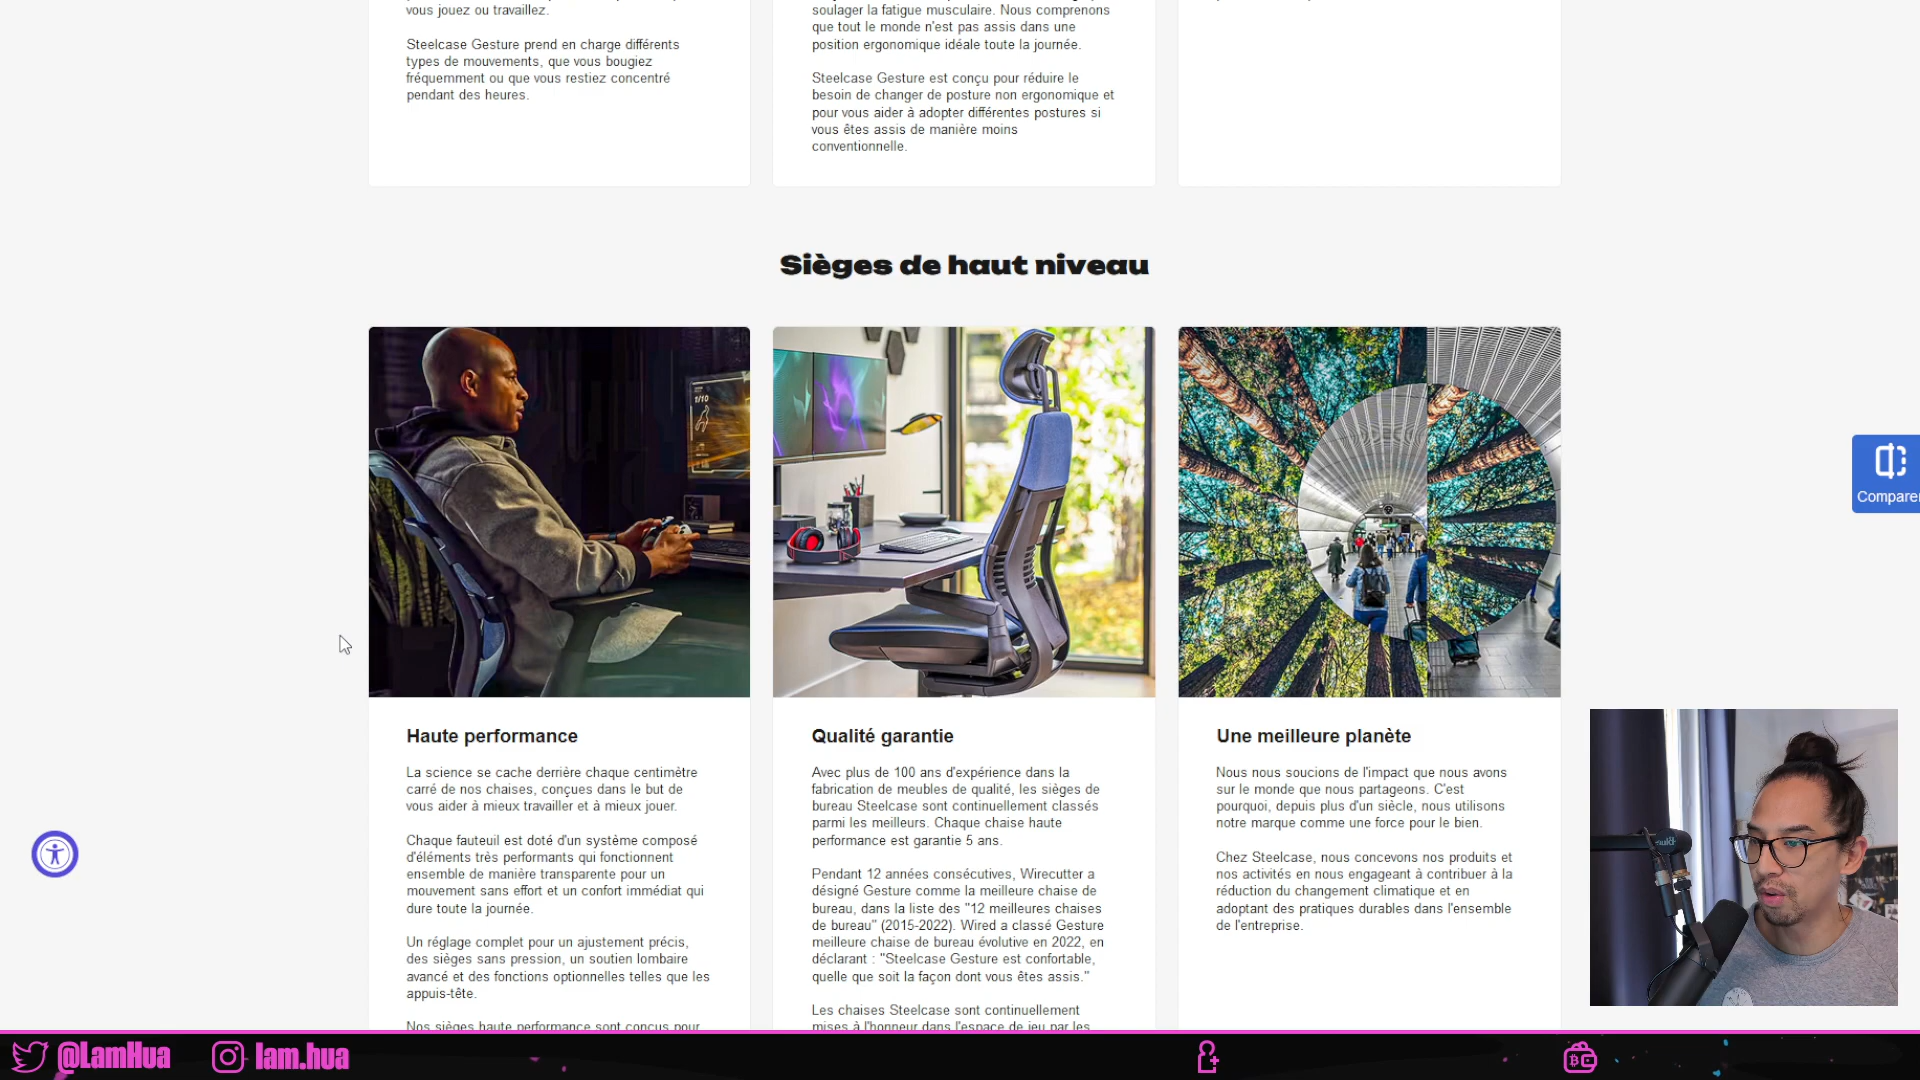 vous jouez ou travaillez.
Steelcase Gesture prend en charge différents
types de mouvements, que vous bougiez
fréquemment ou que vous restiez concentré
pendant des heures.
soulager la fatigue musculaire. Nous comprenons
que tout le monde n'est pas assis dans une
position ergonomique idéale toute la journée.
Steelcase Gesture est conçu pour réduire le
besoin de changer de posture non ergonomique et
pour vous aider à adopter différentes postures si
vous êtes assis de manière moins
conventionnelle.
Sièges de haut niveau
Comparer
Haute performance
La science se cache derrière chaque centimètre
carré de nos chaises, conçues dans le but de
vous aider à mieux travailler et à mieux jouer.
Chaque fauteuil est doté d'un système composé
d'éléments très performants qui fonctionnent
ensemble de manière transparente pour un
mouvement sans effort et un confort immédiat qui
dure toute la journée.
Un réglage complet pour un ajustement précis,
des sièges sans pression, un soutien lombaire
avancé et des fonctions optionnelles telles que les
appuis-tête.
Nos sièges haute performance sont conçus pour
Qualité garantie
Avec plus de 100 ans d'expérience dans la
fabrication de meubles de qualité, les sièges de
bureau Steelcase sont continuellement classés
parmi les meilleurs. Chaque chaise haute
performance est garantie 5 ans.
Pendant 12 années consécutives, Wirecutter a
désigné Gesture comme la meilleure chaise de
bureau, dans la liste des "12 meilleures chaises
de bureau" (2015-2022). Wired a classé Gesture
meilleure chaise de bureau évolutive en 2022, en
déclarant : "Steelcase Gesture est confortable,
quelle que soit la façon dont vous êtes assis."
Les chaises Steelcase sont continuellement
mises à l'honneur dans l'espace de jeu par les
Une meilleure planète
Nous nous soucions de l'impact que nous avons
sur le monde que nous partageons. C'est
pourquoi, depuis plus d'un siècle, nous utilisons
notre marque comme une force pour le bien.
Chez Steelcase, nous concevons nos produits et
nos activités en nous engageant à contribuer à la
réduction du changement climatique et en
adoptant des pratiques durables dans l'ensemble
de l'entreprise.
@LamHua
lam.hua